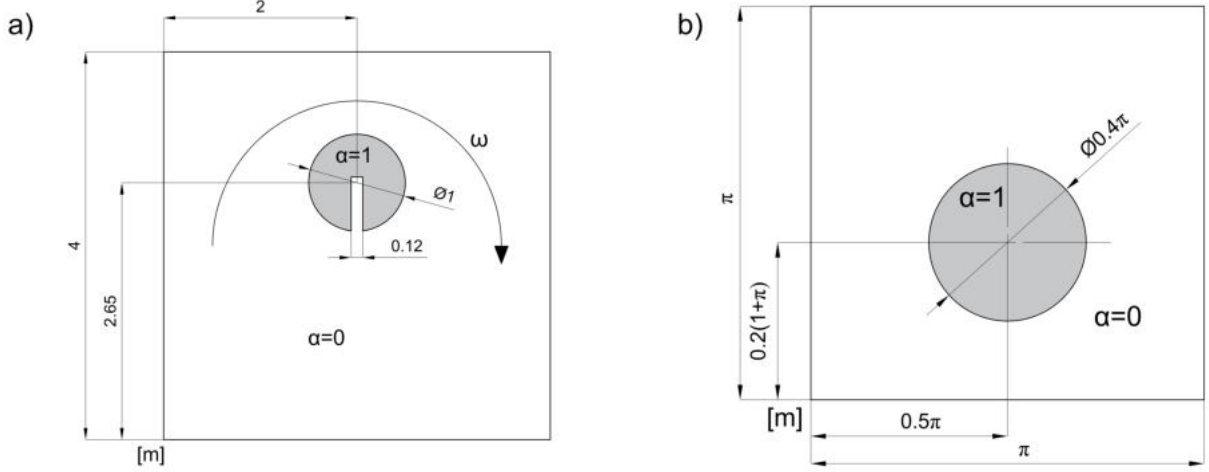 a)
2
ω
α=1
Ø1
4
2.65
0.12
α=0
[m]
b)
π
Ø0.4π
α=1
0.2(1+π)
α=0
[m]
0.5π
π